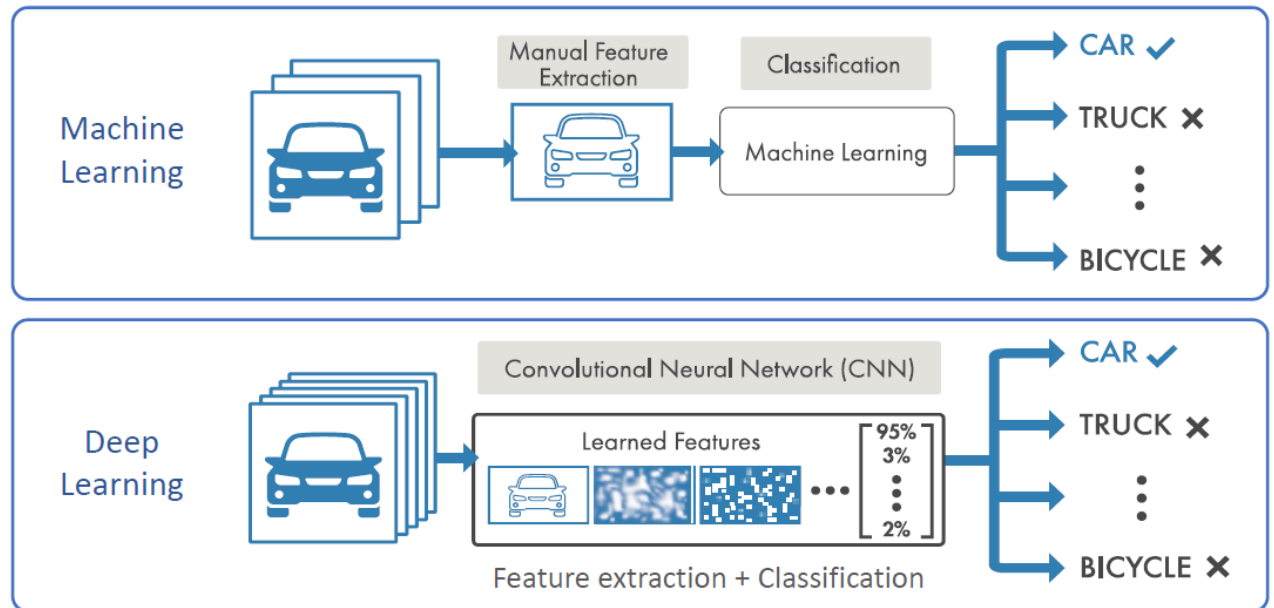 Machine
Learning
Manual Feature
Extraction
Classification
Machine Learning
CAR
TRUCK
BICYCLE
Deep
Learning
Convolutional Neural Network (CNN)
Learned Features
95%
3%
2%
Feature extraction + Classification
CAR
TRUCK
BICYCLE